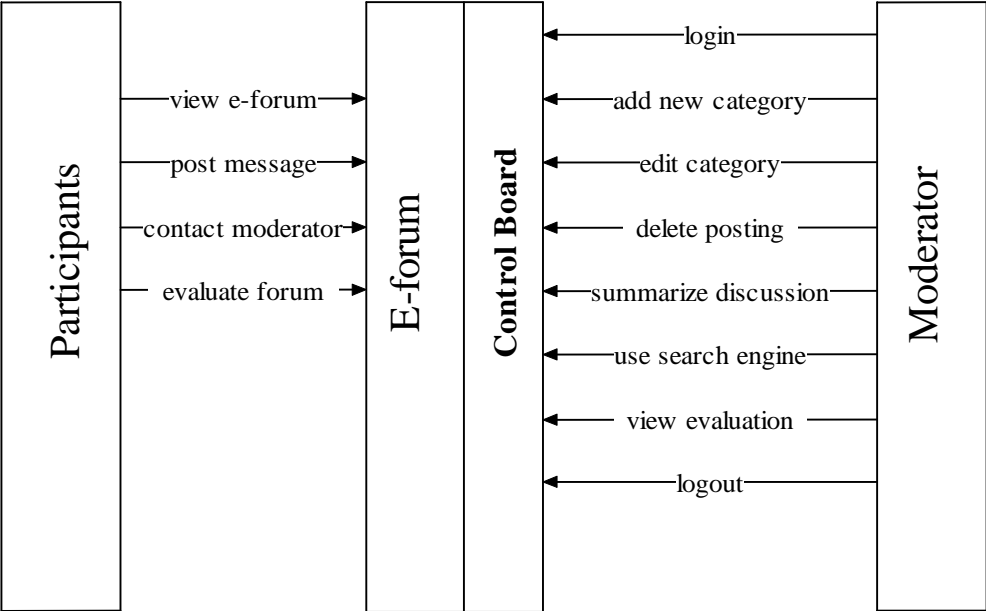 Participants
view e-forum
post message
contact moderator
evaluate forum
E-forum
Control Board
login
add new category
edit category
delete posting
summarize discussion
use search engine
view evaluation
logout
Moderator